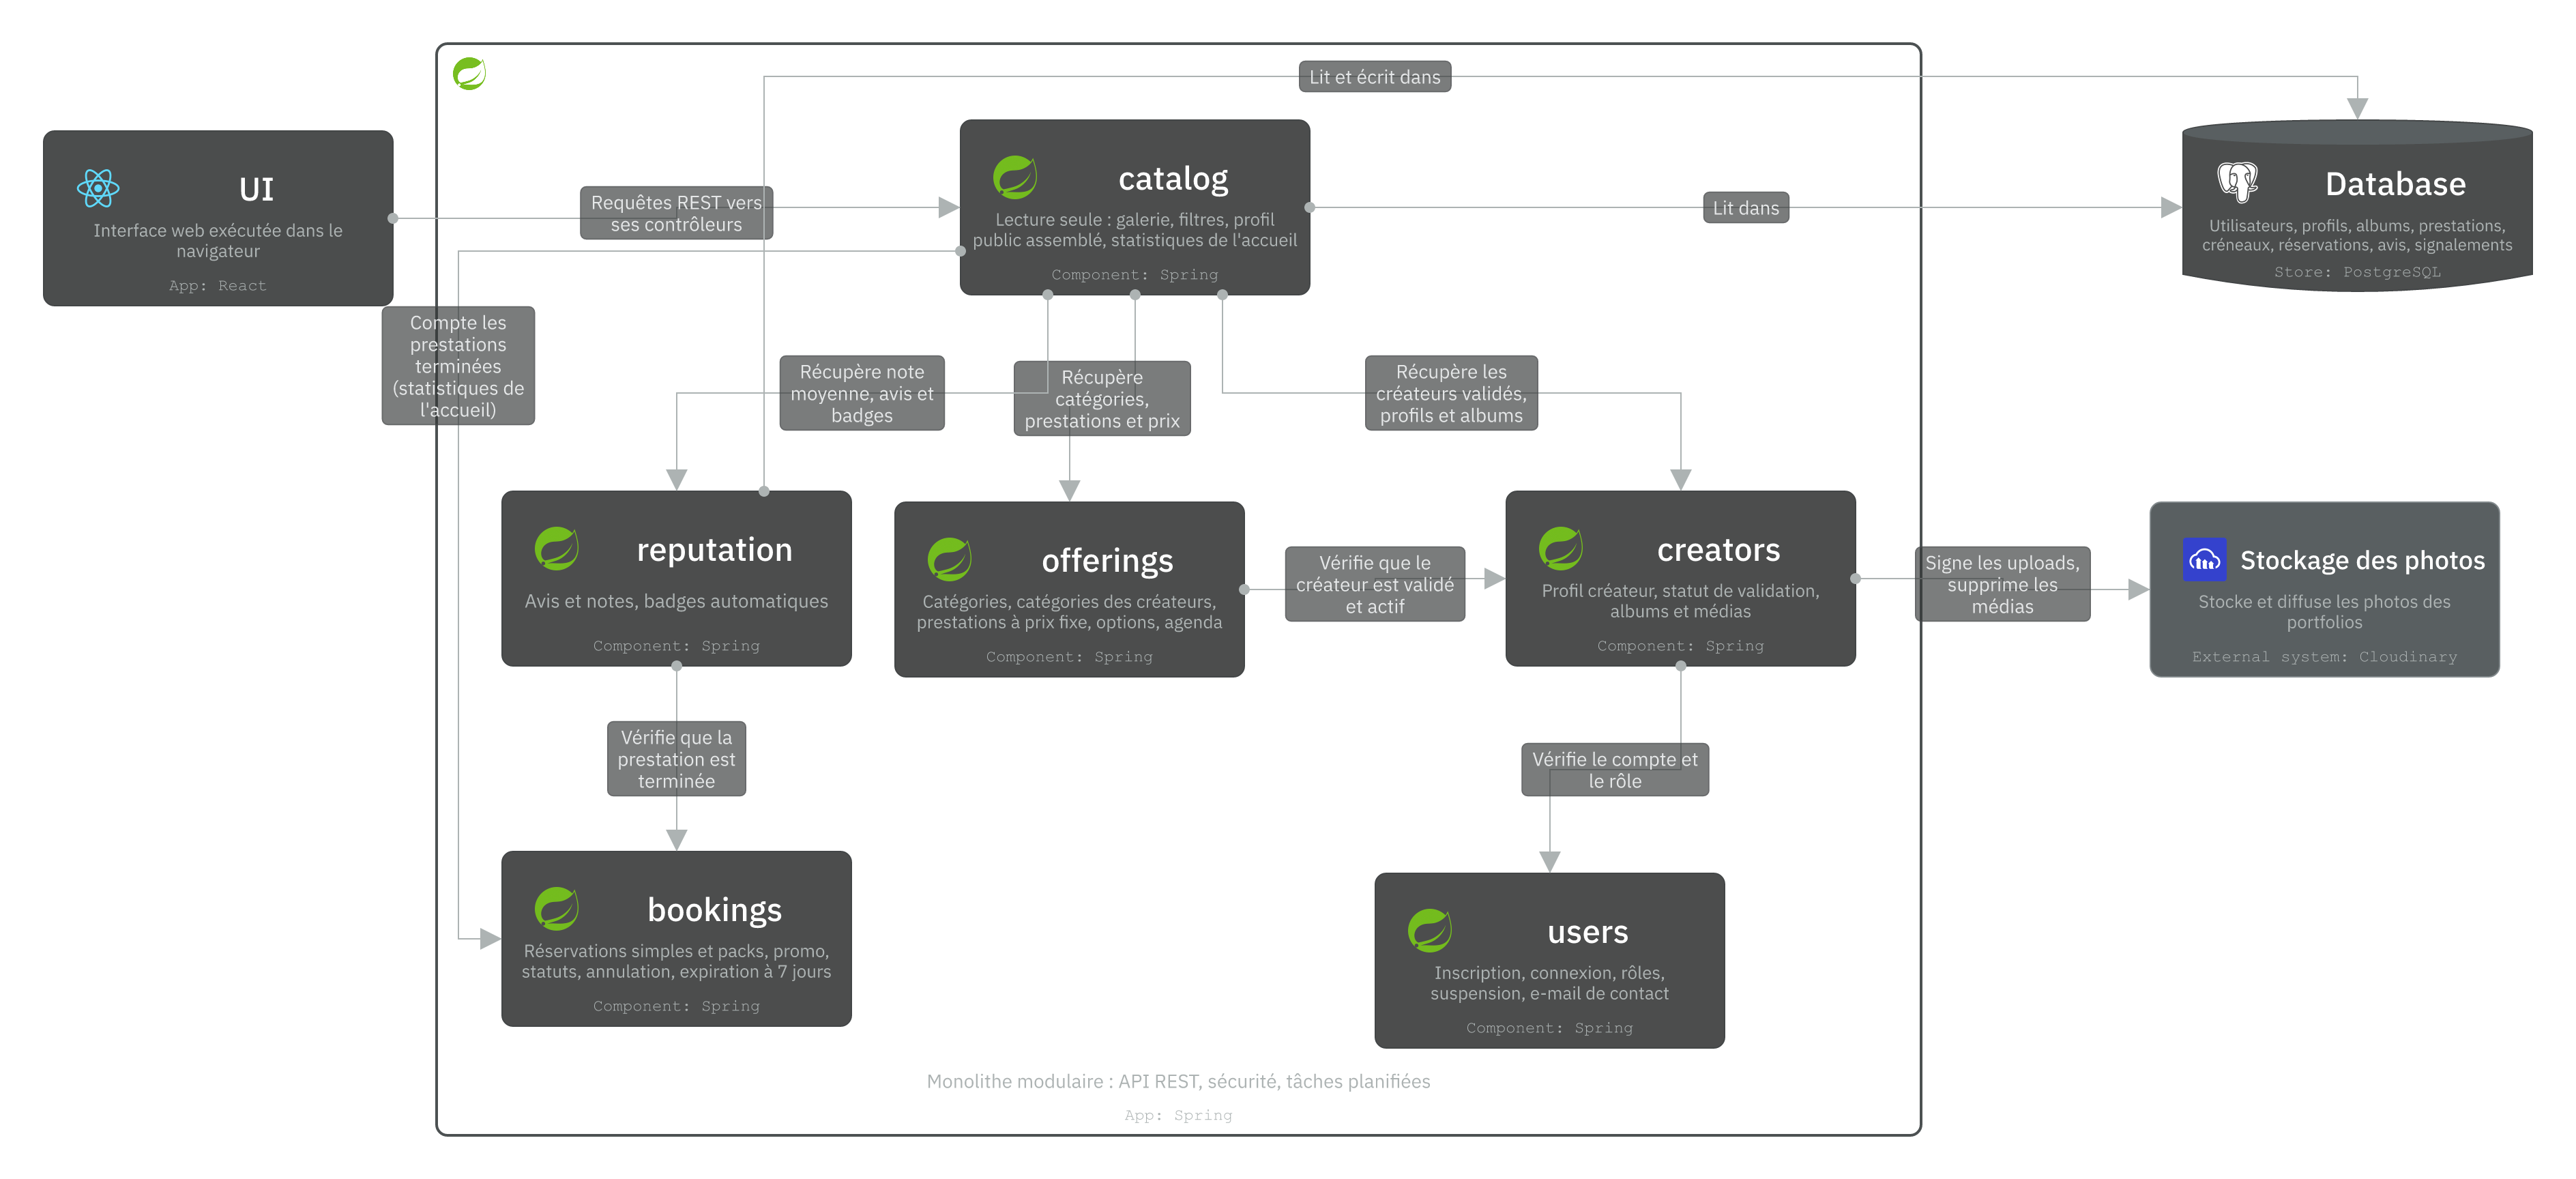 Lit et écrit dans
UI
Interface web exécutée dans le
navigateur
App: React
Requêtes REST vers
ses contrôleurs
catalog
Lecture seule : galerie, filtres, profil
public assemblé, statistiques de l'accueil
Component: Spring
Lit dans
Database
Utilisateurs, profils, albums, prestations,
créneaux, réservations, avis, signalements
Store: PostgreSQL
Compte les
prestations
terminées
(statistiques de
l'accueil)
Récupère note
moyenne, avis et
badges
Récupère
catégories,
prestations et prix
Récupère les
créateurs validés,
profils et albums
reputation
Avis et notes, badges automatiques
Component: Spring
offerings
Catégories, catégories des créateurs,
prestations à prix fixe, options, agenda
Component: Spring
Vérifie que le
créateur est validé
et actif
creators
Profil créateur, statut de validation,
albums et médias
Component: Spring
Signe les uploads,
supprime les
médias
Stockage des photos
Stocke et diffuse les photos des
portfolios
External system: Cloudinary
Vérifie que la
prestation est
terminée
Vérifie le compte et
le rôle
bookings
Réservations simples et packs, promo,
statuts, annulation, expiration à 7 jours
Component: Spring
users
Inscription, connexion, rôles,
suspension, e-mail de contact
Component: Spring
Monolithe modulaire : API REST, sécurité, tâches planifiées
App: Spring